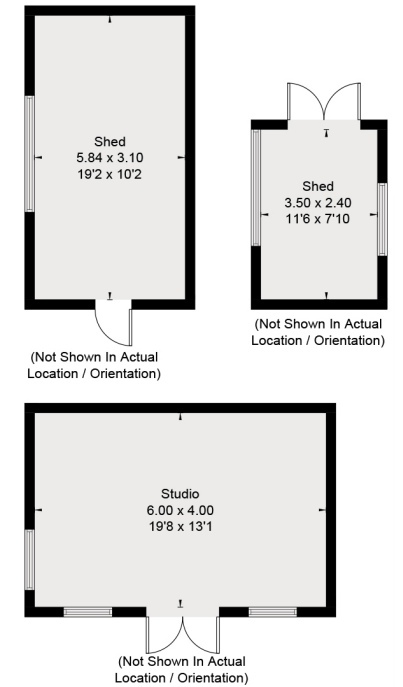 Shed
5.84 x 3.10
19'2 x 10'2
(Not Shown In Actual
Location / Orientation)
Shed
3.50 x 2.40
11'6 x 7'10
(Not Shown In Actual
Location / Orientation)
Studio
6.00 x 4.00
19'8 x 13'1
(Not Shown In Actual
Location / Orientation)